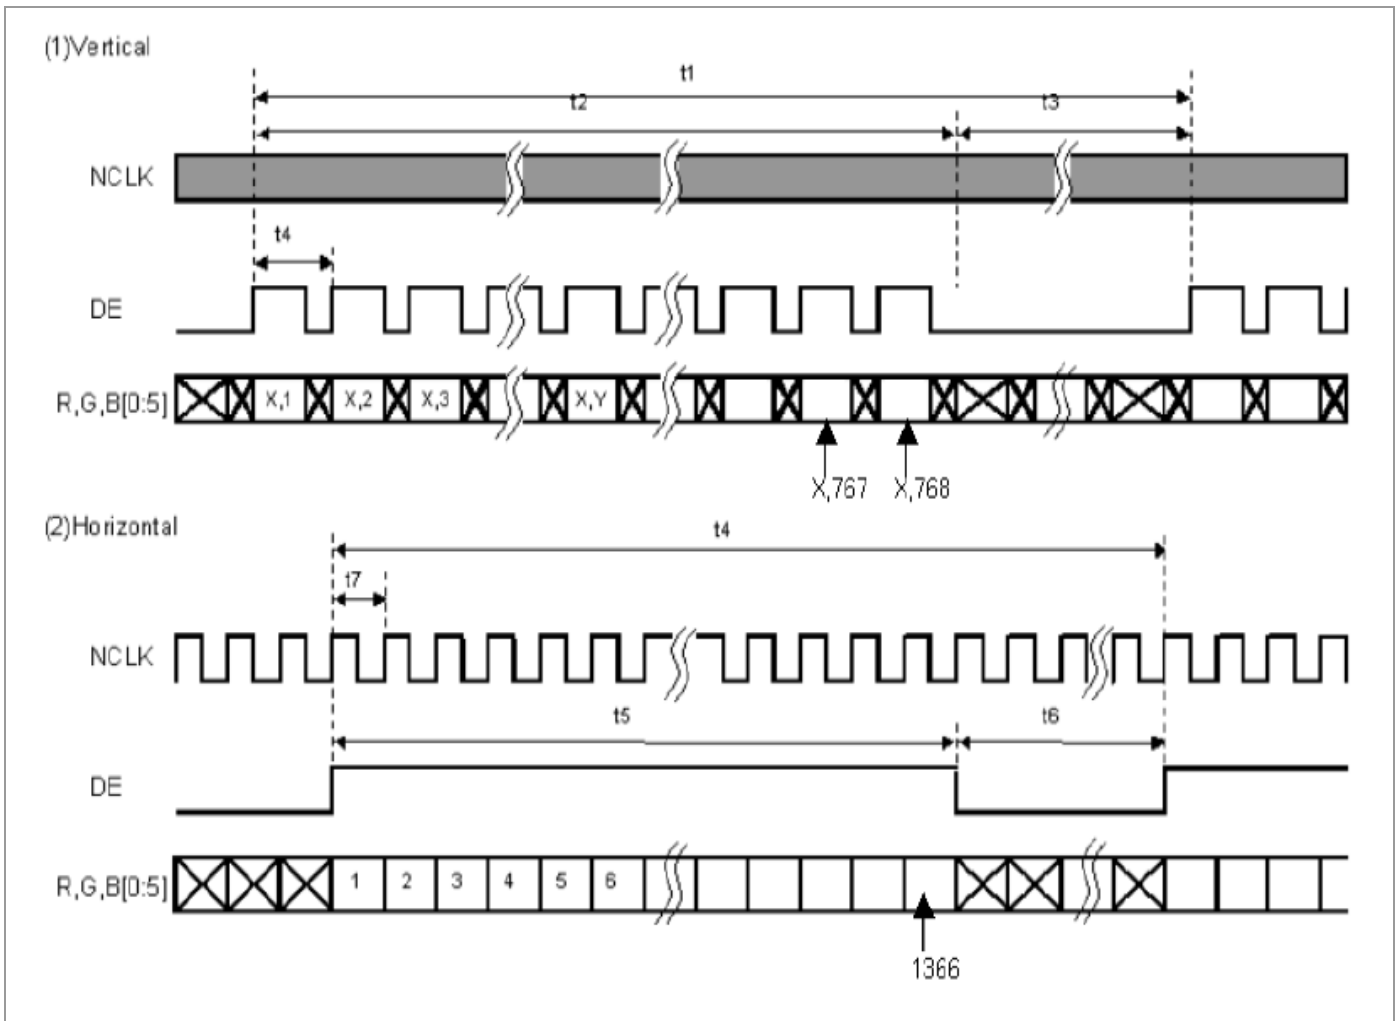 (1)Vertical
t1
t2 t3
NCLK
t4
DE
R,G,B[0:5] X,1 X,2 X,3 X,Y
X,767 X,768
(2)Horizontal
t4
t7
NCLK
t5 t6
DE
R,G,B[0:5] 1 2 3 4 5 6
1366